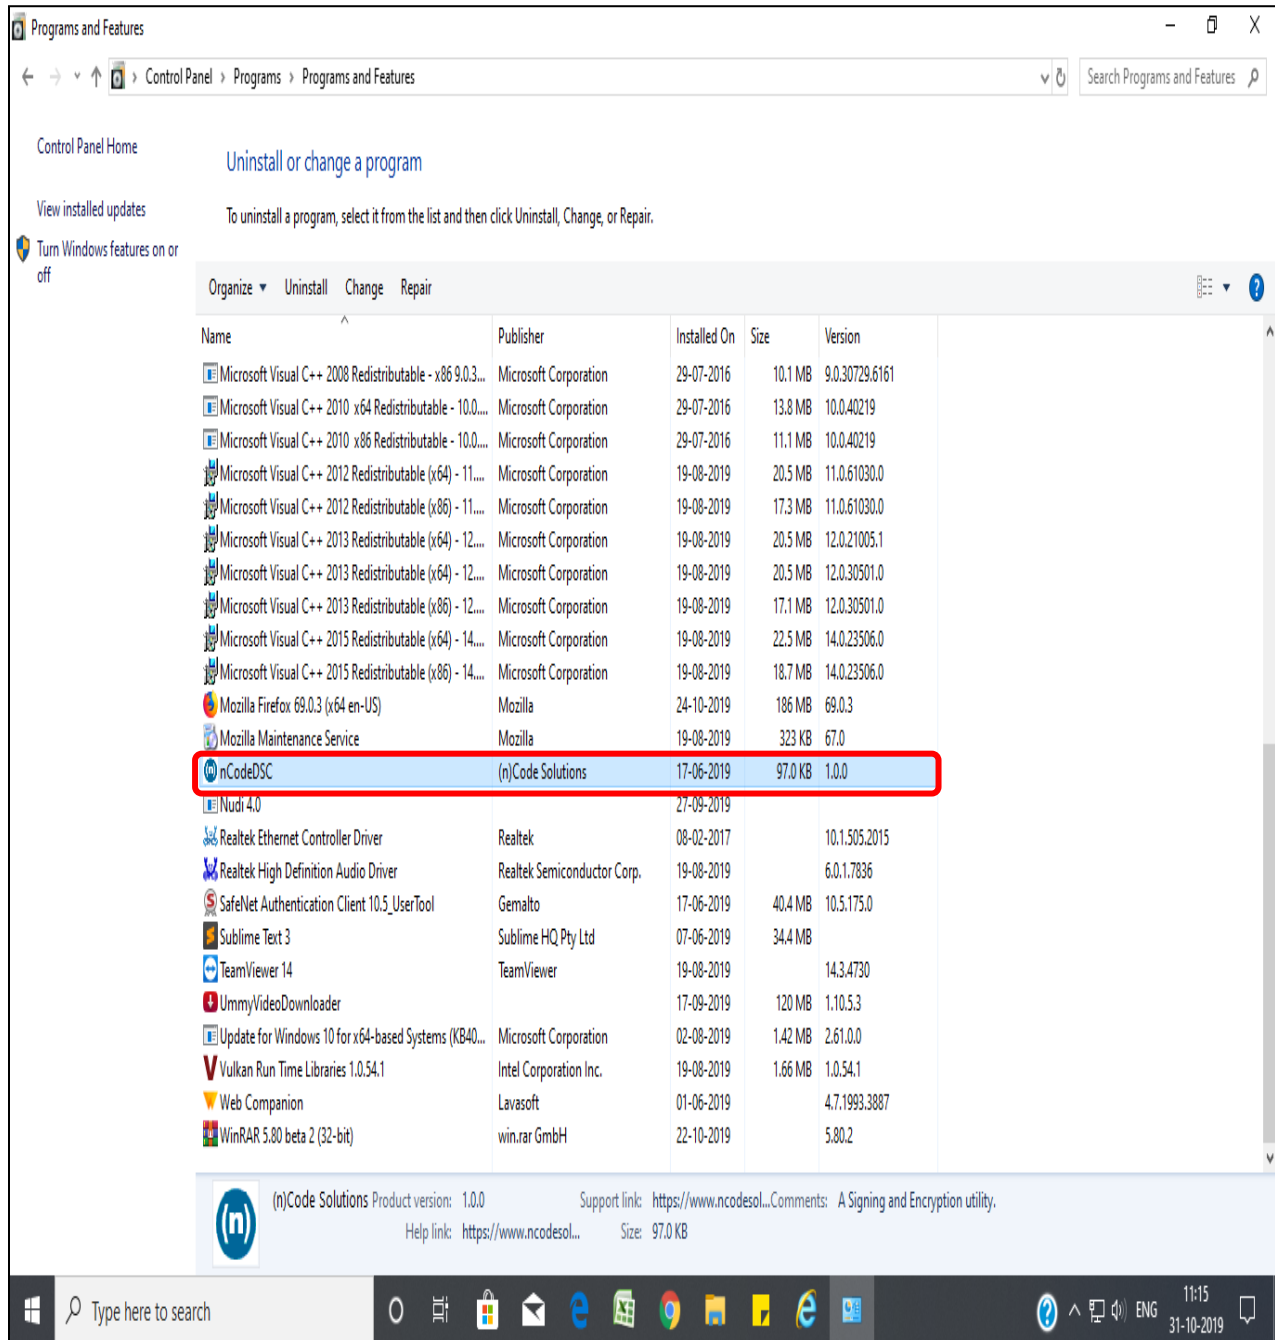 Programs and Features
Control Panel > Programs > Programs and Features
Search Programs and Features
Control Panel Home
View installed updates
Turn Windows features on or
off
Uninstall or change a program
To uninstall a program, select it from the list and then click Uninstall, Change, or Repair.
Organize Uninstall Change Repair
Name Publisher Installed On Size Version
Microsoft Visual C++ 2008 Redistributable - x86 9.0.3... Microsoft Corporation 29-07-2016 10.1 MB 9.0.30729.6161
Microsoft Visual C++ 2010 x64 Redistributable - 10.0.... Microsoft Corporation 29-07-2016 13.8 MB 10.0.40219
Microsoft Visual C++ 2010 x86 Redistributable - 10.0... Microsoft Corporation 29-07-2016 11.1 MB 10.0.40219
Microsoft Visual C++ 2012 Redistributable (x64) - 11.... Microsoft Corporation 19-08-2019 20.5 MB 11.0.61030.0
Microsoft Visual C++ 2012 Redistributable (x86) - 11.... Microsoft Corporation 19-08-2019 17.3 MB 11.0.61030.0
Microsoft Visual C++ 2013 Redistributable (x64) - 12.... Microsoft Corporation 19-08-2019 20.5 MB 12.0.21005.1
Microsoft Visual C++ 2013 Redistributable (x64) - 12.... Microsoft Corporation 19-08-2019 20.5 MB 12.0.30501.0
Microsoft Visual C++ 2013 Redistributable (x86) - 12.... Microsoft Corporation 19-08-2019 17.1 MB 12.0.30501.0
Microsoft Visual C++ 2015 Redistributable (x64) - 14.... Microsoft Corporation 19-08-2019 22.5 MB 14.0.23506.0
Microsoft Visual C++ 2015 Redistributable (x86) - 14.... Microsoft Corporation 19-08-2019 18.7 MB 14.0.23506.0
Mozilla Firefox 69.0.3 (x64 en-US) Mozilla 24-10-2019 186 MB 69.0.3
Mozilla Maintenance Service Mozilla 19-08-2019 323 KB 67.0
nCodeDSC (n)Code Solutions 17-06-2019 97.0 KB 1.0.0
Nudi 4.0 27-09-2019
Realtek Ethernet Controller Driver Realtek 08-02-2017 10.1.505.2015
Realtek High Definition Audio Driver Realtek Semiconductor Corp. 19-08-2019 6.0.1.7836
SafeNet Authentication Client 10.5_UserTool Gemalto 17-06-2019 40.4 MB 10.5.175.0
Sublime Text 3 Sublime HQ Pty Ltd 07-06-2019 34.4 MB
TeamViewer 14 TeamViewer 19-08-2019 14.3.4730
UmmyVideoDownloader 17-09-2019 120 MB 1.10.5.3
Update for Windows 10 for x64-based Systems (KB40... Microsoft Corporation 02-08-2019 1.42 MB 2.61.0.0
Vulkan Run Time Libraries 1.0.54.1 Intel Corporation Inc. 19-08-2019 1.66 MB 1.0.54.1
Web Companion Lavasoft 01-06-2019 4.7.1993.3887
WinRAR 5.80 beta 2 (32-bit) win.rar GmbH 22-10-2019 5.80.2
(n)
(n)Code Solutions Product version: 1.0.0 Support link: https://www.ncodesol... Comments: A Signing and Encryption utility.
Help link: https://www.ncodesol... Size: 97.0 KB
Type here to search
ENG
11:15
31-10-2019